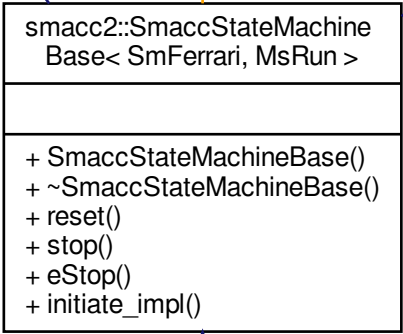 smacc2::SmaccStateMachine
Base< SmFerrari, MsRun >
+ SmaccStateMachineBase()
+ ~SmaccStateMachineBase()
+ reset()
+ stop()
+ eStop()
+ initiate_impl()